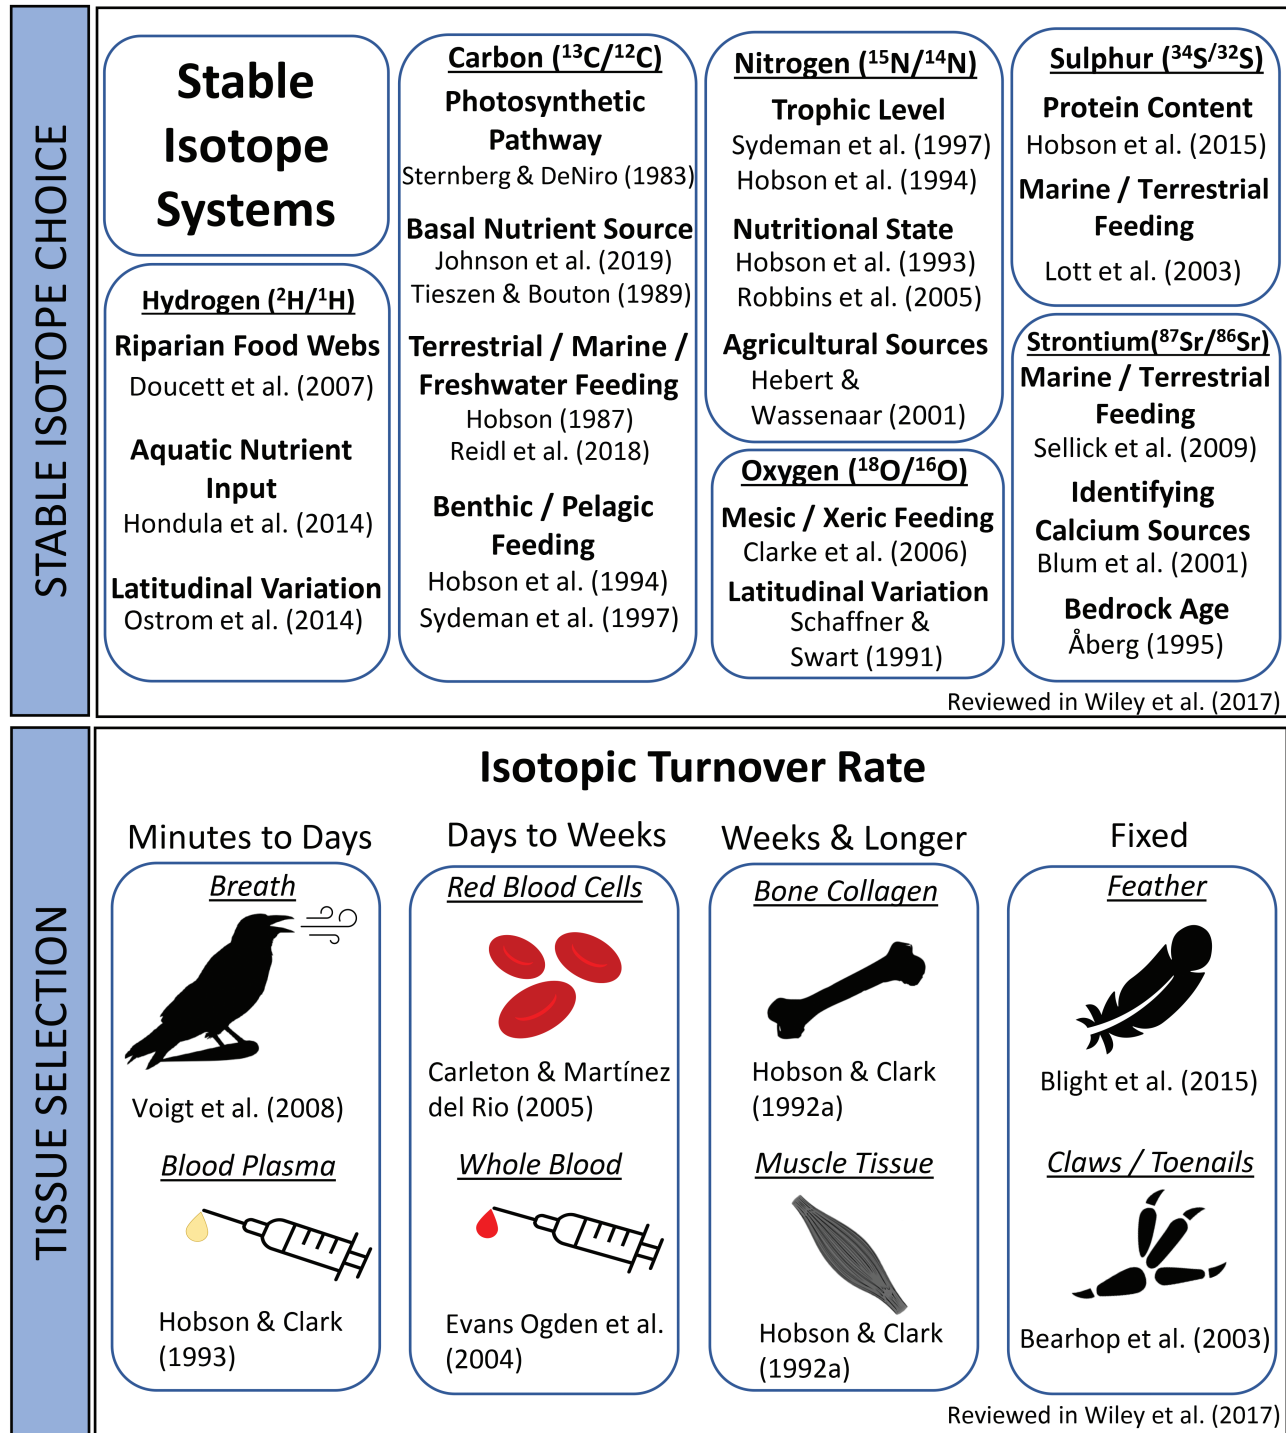 STABLE ISOTOPE CHOICE
Stable
Isotope
Systems
Hydrogen (²H/¹H)
Riparian Food Webs
Doucett et al. (2007)
Aquatic Nutrient
Input
Hondula et al. (2014)
Latitudinal Variation
Ostrom et al. (2014)
Carbon (¹³C/¹²C)
Photosynthetic
Pathway
Sternberg & DeNiro (1983)
Basal Nutrient Source
Johnson et al. (2019)
Tieszen & Bouton (1989)
Terrestrial / Marine /
Freshwater Feeding
Hobson (1987)
Reidl et al. (2018)
Benthic / Pelagic
Feeding
Hobson et al. (1994)
Sydeman et al. (1997)
Nitrogen (¹⁵N/¹⁴N)
Trophic Level
Sydeman et al. (1997)
Hobson et al. (1994)
Nutritional State
Hobson et al. (1993)
Robbins et al. (2005)
Agricultural Sources
Hebert &
Wassenaar (2001)
Oxygen (¹⁸O/¹⁶O)
Mesic / Xeric Feeding
Clarke et al. (2006)
Latitudinal Variation
Schaffner &
Swart (1991)
Sulphur (³⁴S/³²S)
Protein Content
Hobson et al. (2015)
Marine / Terrestrial
Feeding
Lott et al. (2003)
Strontium(⁸⁷Sr/⁸⁶Sr)
Marine / Terrestrial
Feeding
Sellick et al. (2009)
Identifying
Calcium Sources
Blum et al. (2001)
Bedrock Age
Åberg (1995)
Reviewed in Wiley et al. (2017)
TISSUE SELECTION
Isotopic Turnover Rate
Minutes to Days
Breath
Voigt et al. (2008)
Blood Plasma
Hobson & Clark
(1993)
Days to Weeks
Red Blood Cells
Carleton & Martínez
del Rio (2005)
Whole Blood
Evans Ogden et al.
(2004)
Weeks & Longer
Bone Collagen
Hobson & Clark
(1992a)
Muscle Tissue
Hobson & Clark
(1992a)
Fixed
Feather
Blight et al. (2015)
Claws / Toenails
Bearhop et al. (2003)
Reviewed in Wiley et al. (2017)